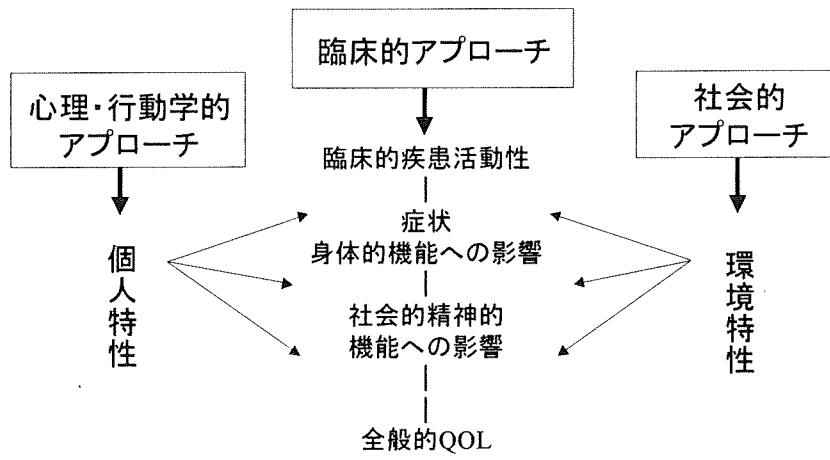 臨床的アプローチ
心理・行動学的
アプローチ
社会的
アプローチ
臨床的疾患活動性
症状
身体的機能への影響
社会的精神的
機能への影響
全般的QOL
個人特性
環境特性